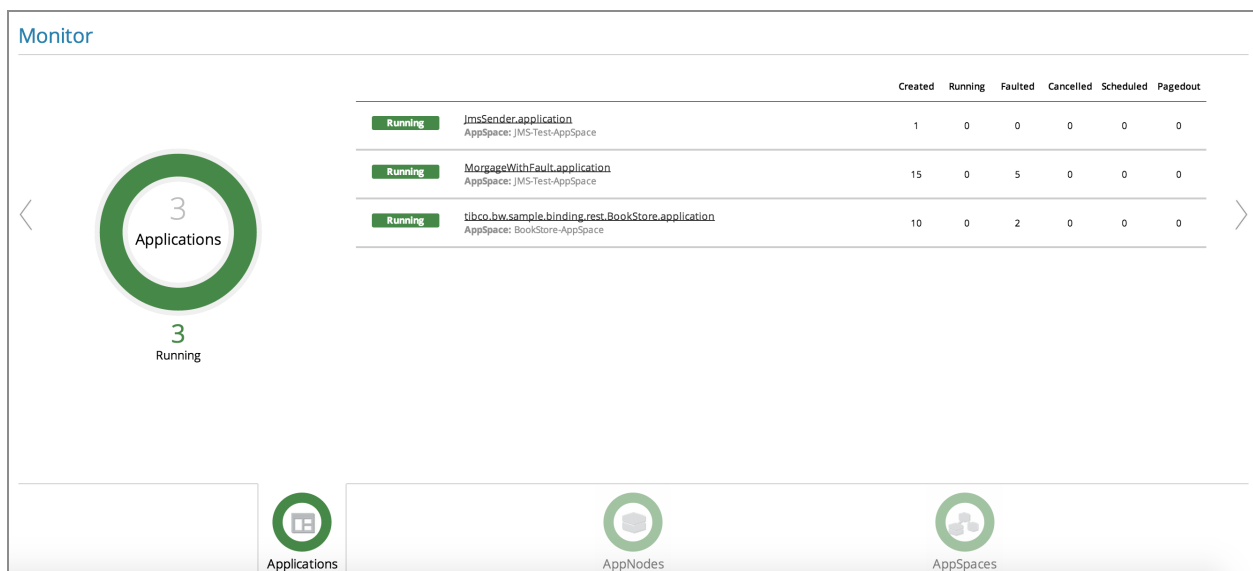 Monitor
Created Running Faulted Cancelled Scheduled Pagedout
Running JmsSender.application 1 0 0 0 0 0
AppSpace: JMS-Test-AppSpace
Running MorgageWithFault.application 15 0 5 0 0 0
AppSpace: JMS-Test-AppSpace
Running tibco.bw.sample.binding.rest.BookStore.application 10 0 2 0 0 0
AppSpace: BookStore-AppSpace
3
Applications
3
Running
Applications AppNodes AppSpaces